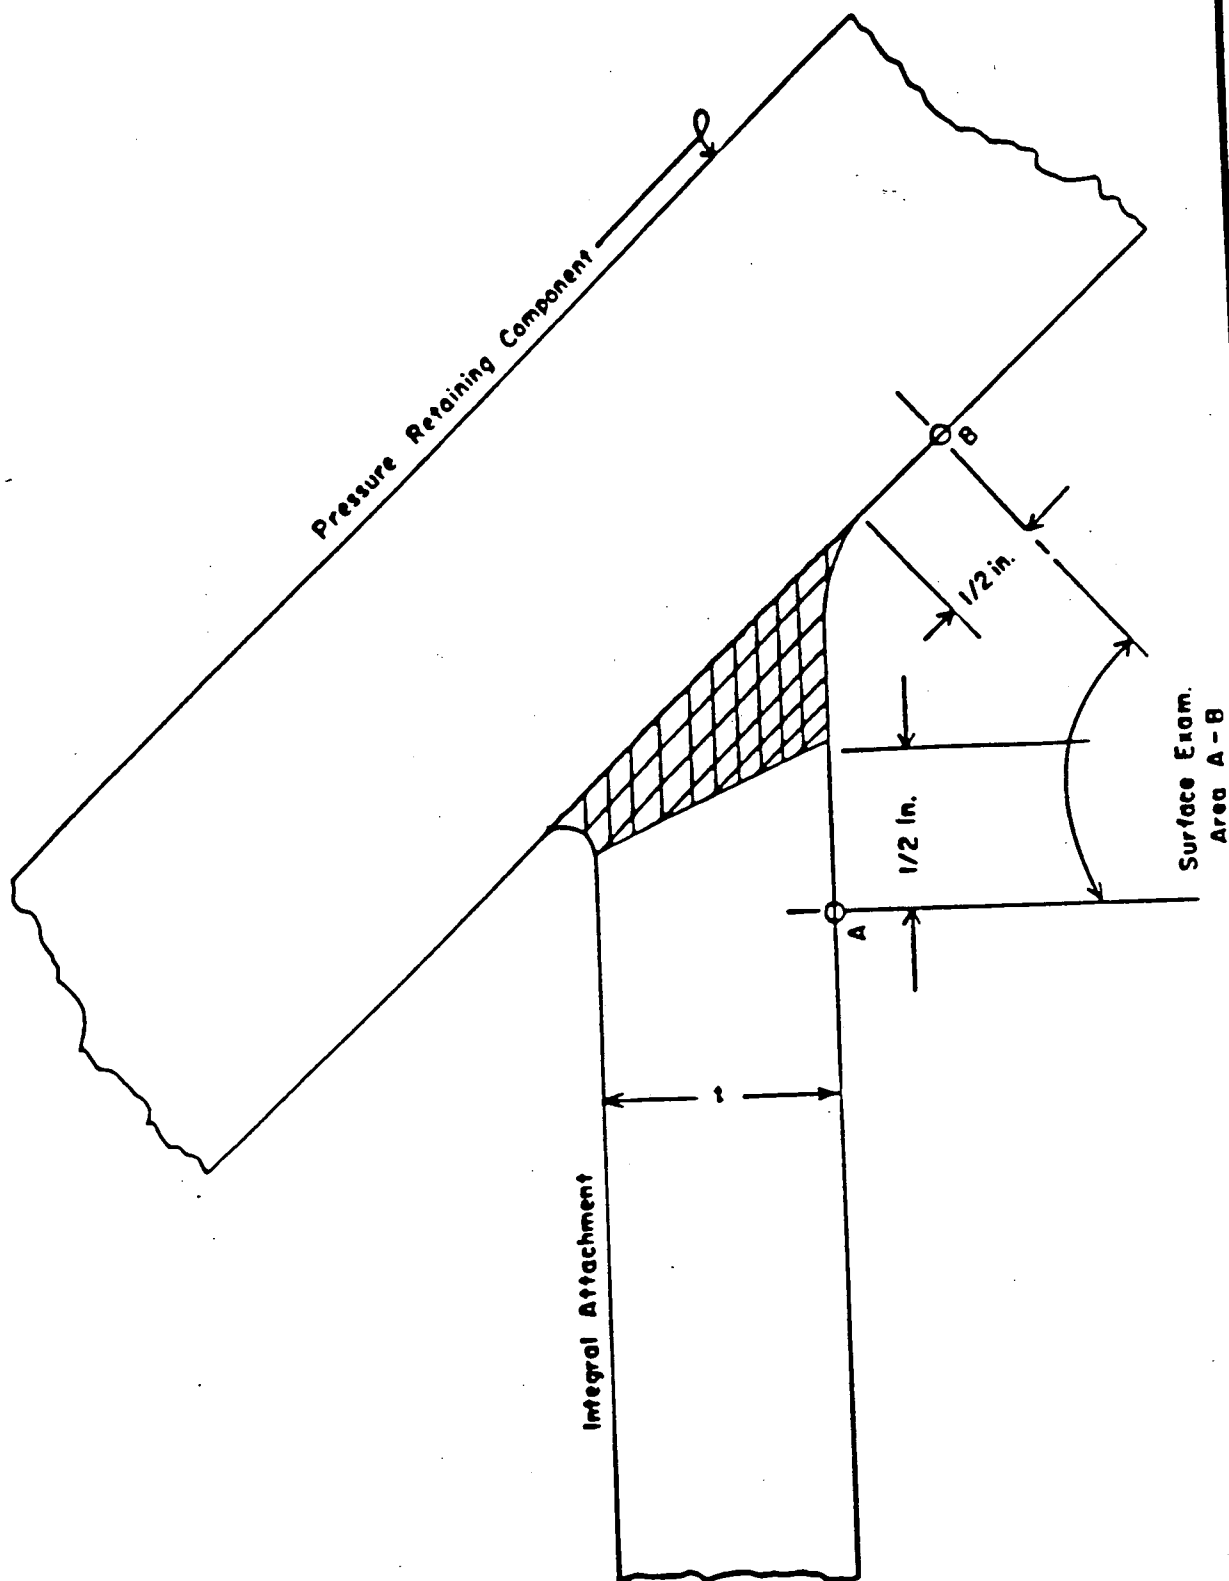 Pressure Retaining Component
Integral Attachment
t
A
B
1/2 in.
1/2 in.
Surface Exam.
Area A-B